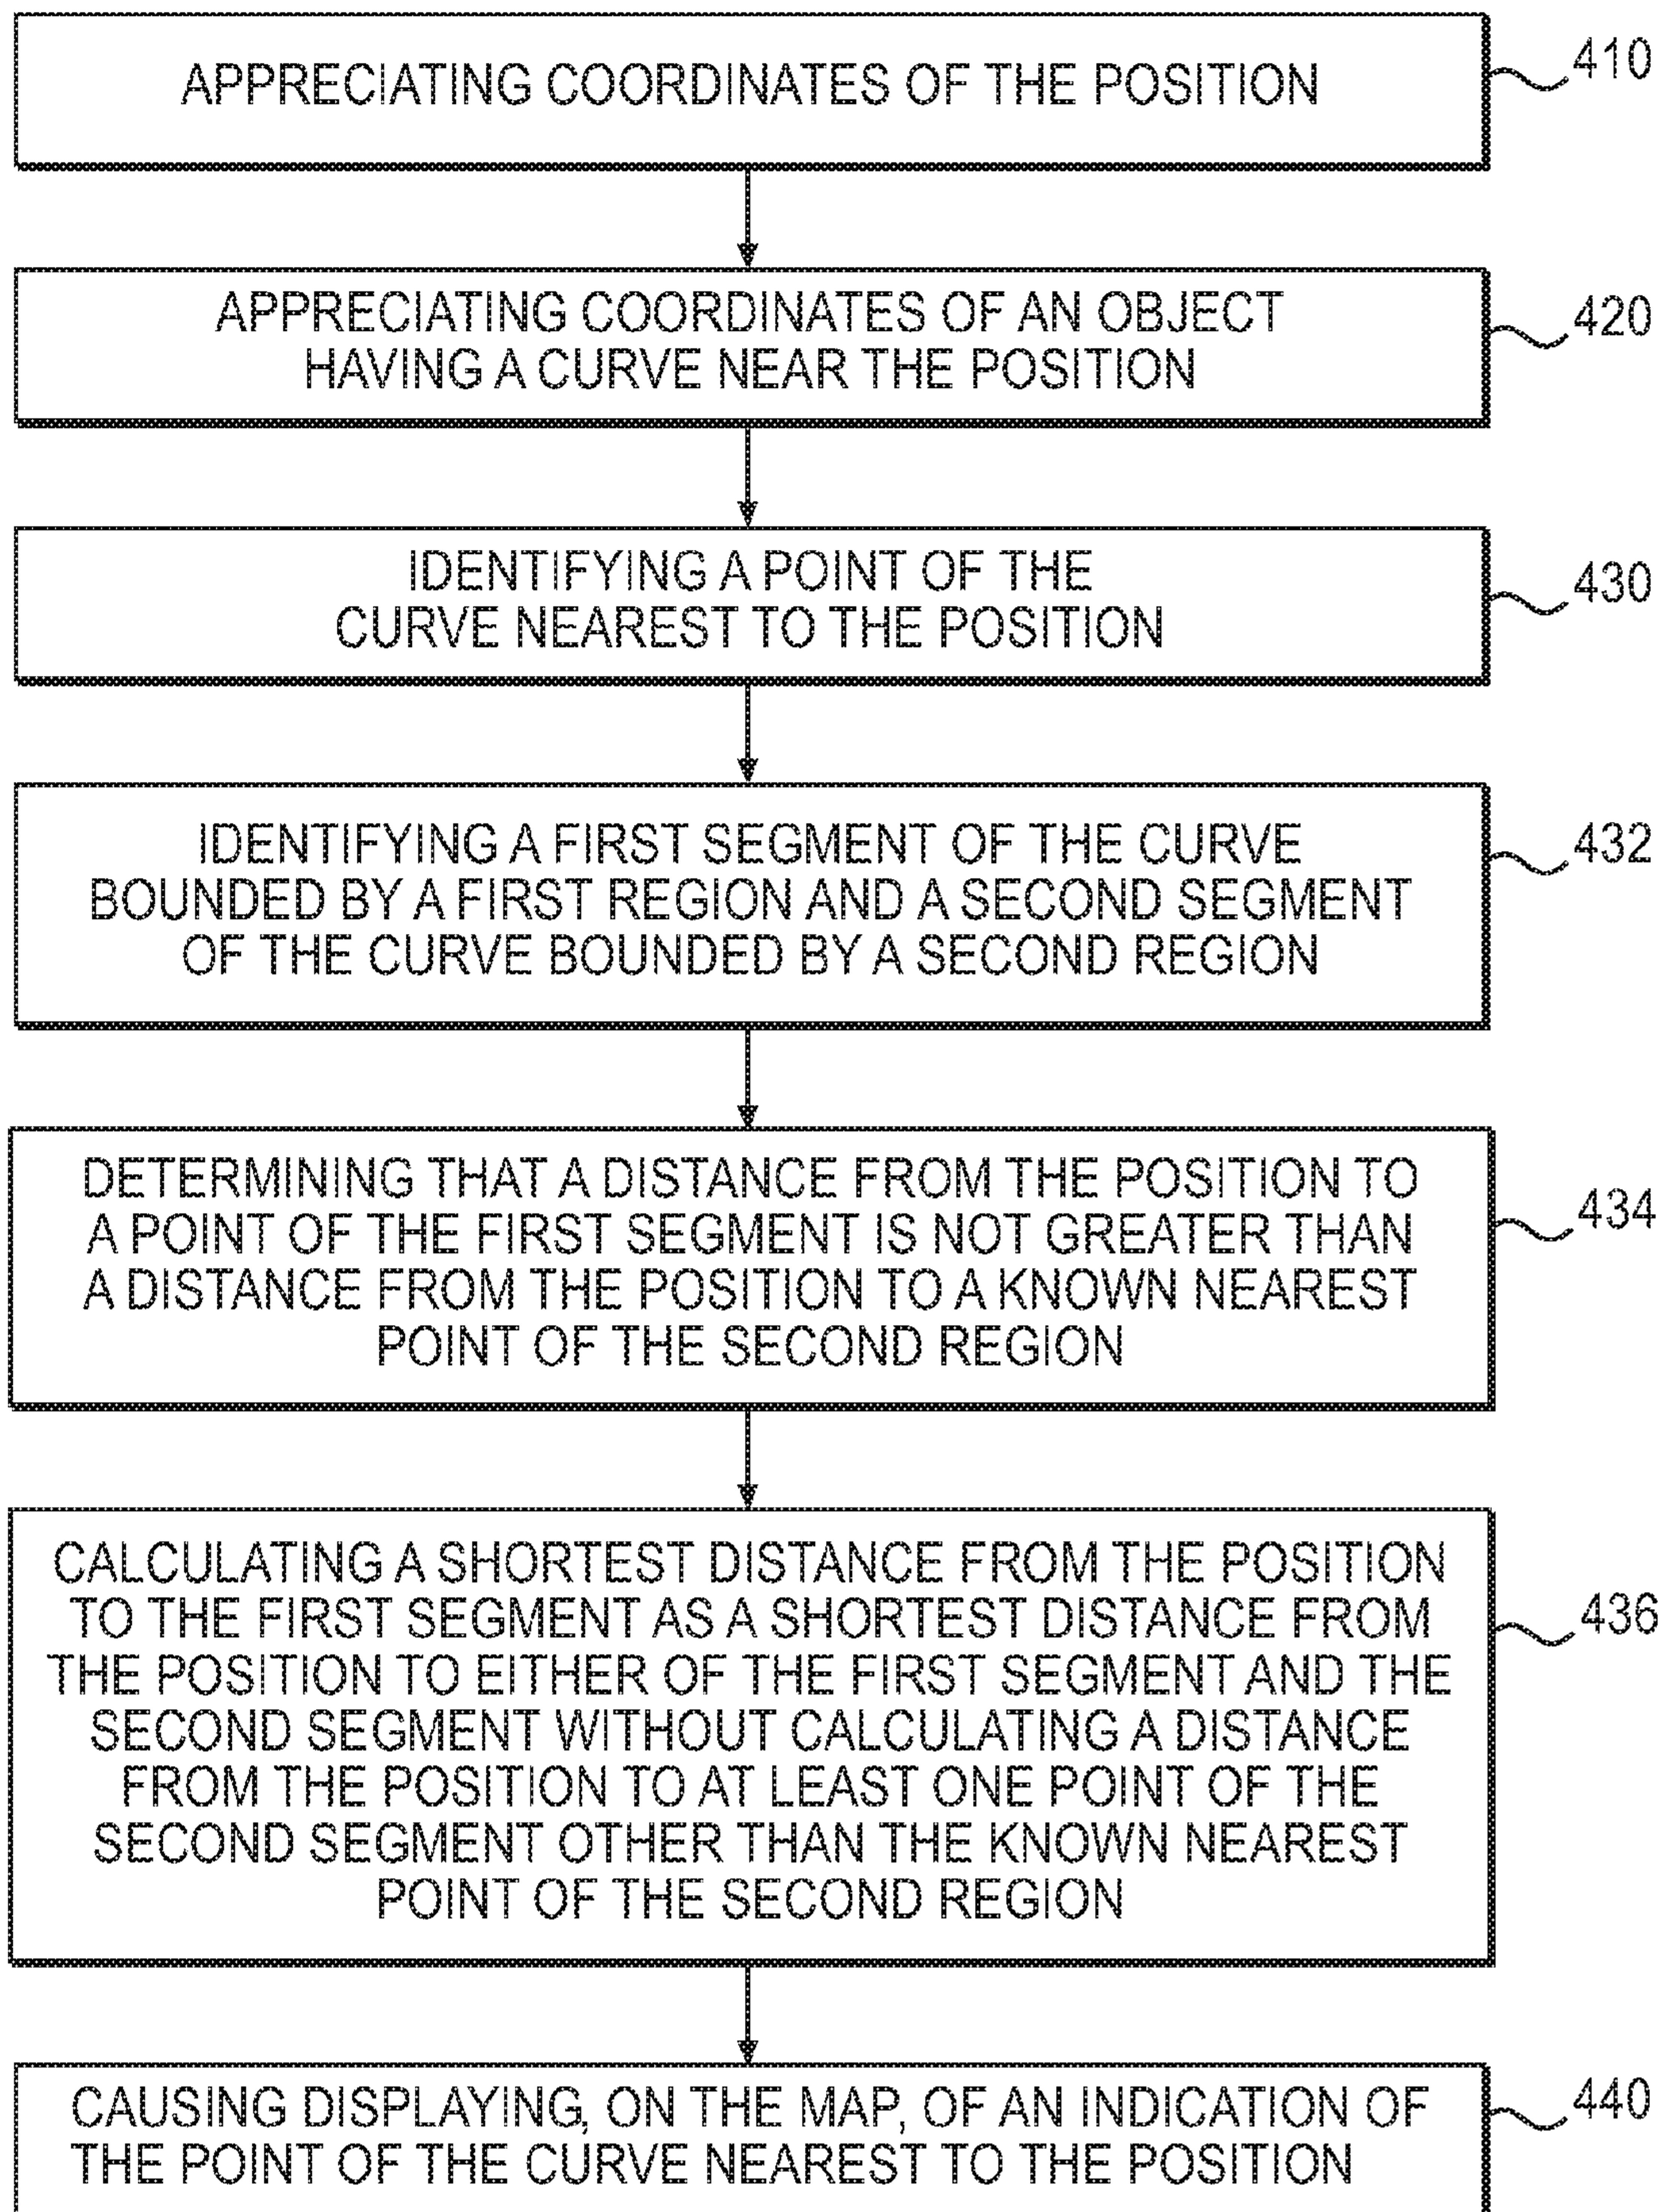 APPRECIATING COORDINATES OF THE POSITION
410
APPRECIATING COORDINATES OF AN OBJECT
HAVING A CURVE NEAR THE POSITION
420
IDENTIFYING A POINT OF THE
CURVE NEAREST TO THE POSITION
430
IDENTIFYING A FIRST SEGMENT OF THE CURVE
BOUNDED BY A FIRST REGION AND A SECOND SEGMENT
OF THE CURVE BOUNDED BY A SECOND REGION
432
DETERMINING THAT A DISTANCE FROM THE POSITION TO
A POINT OF THE FIRST SEGMENT IS NOT GREATER THAN
A DISTANCE FROM THE POSITION TO A KNOWN NEAREST
POINT OF THE SECOND REGION
434
CALCULATING A SHORTEST DISTANCE FROM THE POSITION
TO THE FIRST SEGMENT AS A SHORTEST DISTANCE FROM
THE POSITION TO EITHER OF THE FIRST SEGMENT AND THE
SECOND SEGMENT WITHOUT CALCULATING A DISTANCE
FROM THE POSITION TO AT LEAST ONE POINT OF THE
SECOND SEGMENT OTHER THAN THE KNOWN NEAREST
POINT OF THE SECOND REGION
436
CAUSING DISPLAYING, ON THE MAP, OF AN INDICATION OF
THE POINT OF THE CURVE NEAREST TO THE POSITION
440